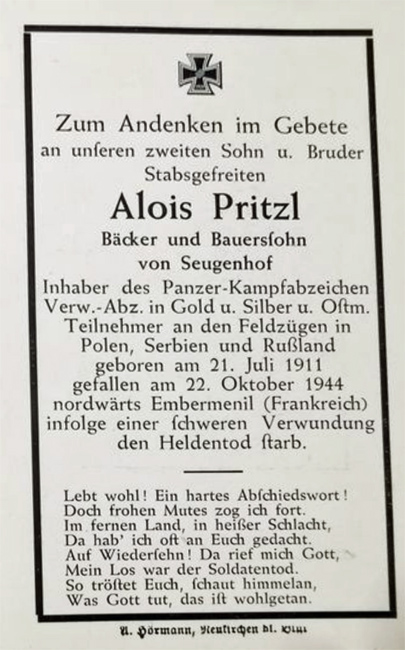 Zum Andenken im Gebete
an unſeren zweiten Sohn u. Bruder
Stabsgefreiten
Alois Pritzl
Bäcker und Bauersſohn
von Seugenhof
Inhaber des Panzer-Kampfabzeichen
Verw.-Abz. in Gold u. Silber u. Oſtm.
Teilnehmer an den Feldzügen in
Polen, Serbien und Rußland
geboren am 21. Juli 1911
gefallen am 22. Oktober 1944
nordwärts Embermenil (Frankreich)
infolge einer ſchweren Verwundung
den Heldentod ſtarb.
Lebt wohl! Ein hartes Abſchiedswort!
Doch frohen Mutes zog ich fort.
Im fernen Land, in heißer Schlacht,
Da hab' ich oft an Euch gedacht.
Auf Wiederſehn! Da rief mich Gott,
Mein Los war der Soldatentod.
So tröſtet Euch, ſchaut himmelan,
Was Gott tut, das iſt wohlgetan.
A. Hörmann, Neukirchen bl.